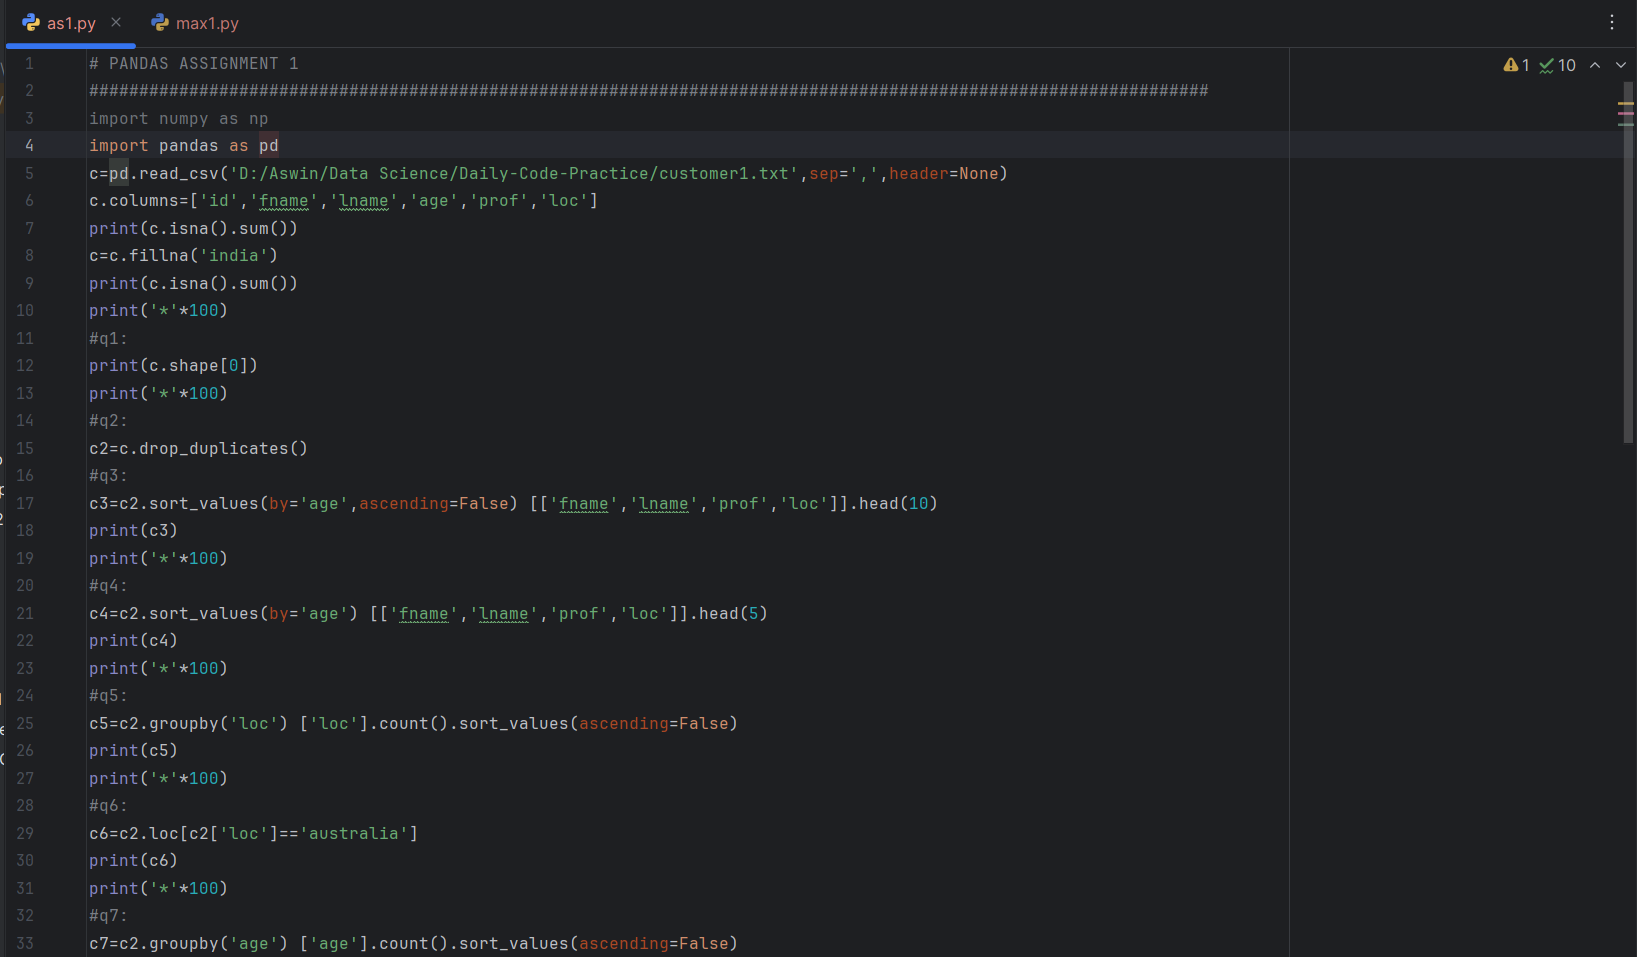 as1.py
max1.py
1 # PANDAS ASSIGNMENT 1
2 ################################################################################################################
3 import numpy as np
4 import pandas as pd
5 c=pd.read_csv('D:/Aswin/Data Science/Daily-Code-Practice/customer1.txt',sep=',',header=None)
6 c.columns=['id','fname','lname','age','prof','loc']
7 print(c.isna().sum())
8 c=c.fillna('india')
9 print(c.isna().sum())
10 print('*'*100)
11 #q1:
12 print(c.shape[0])
13 print('*'*100)
14 #q2:
15 c2=c.drop_duplicates()
16 #q3:
17 c3=c2.sort_values(by='age',ascending=False) [['fname','lname','prof','loc']].head(10)
18 print(c3)
19 print('*'*100)
20 #q4:
21 c4=c2.sort_values(by='age') [['fname','lname','prof','loc']].head(5)
22 print(c4)
23 print('*'*100)
24 #q5:
25 c5=c2.groupby('loc') ['loc'].count().sort_values(ascending=False)
26 print(c5)
27 print('*'*100)
28 #q6:
29 c6=c2.loc[c2['loc']=='australia']
30 print(c6)
31 print('*'*100)
32 #q7:
33 c7=c2.groupby('age') ['age'].count().sort_values(ascending=False)
1 10